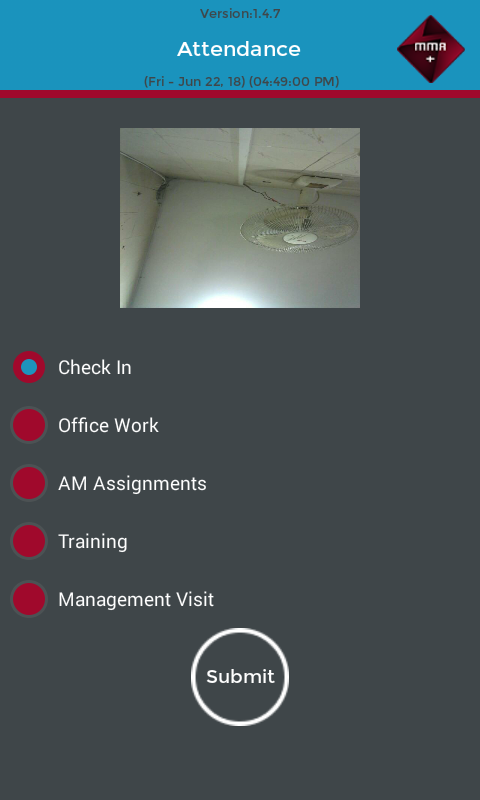 Version:1.4.7
Attendance
MMA
+
(Fri - Jun 22, 18) (04:49:00 PM)
Check In
Office Work
AM Assignments
Training
Management Visit
Submit